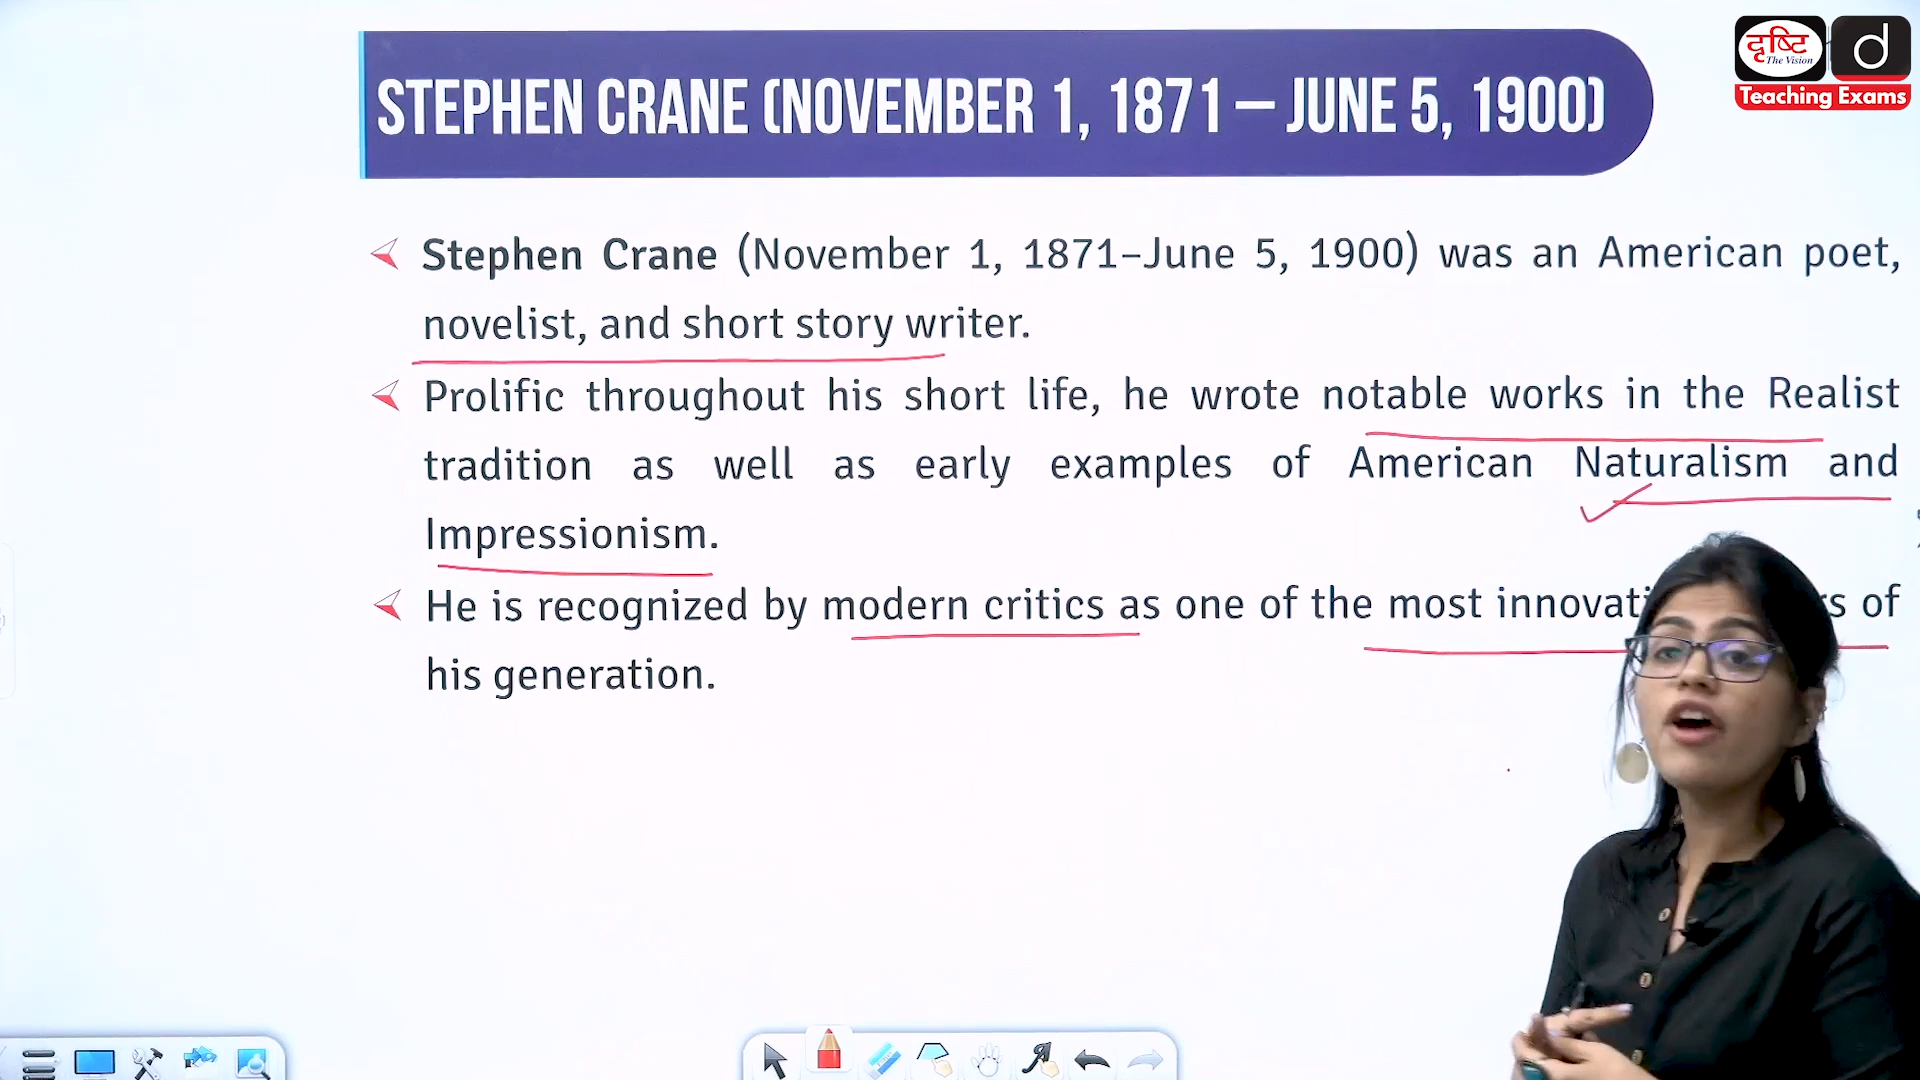 STEPHEN CRANE (NOVEMBER 1, 1871 – JUNE 5, 1900)
दृष्टि
The Vision
d
Teaching Exams
Stephen Crane (November 1, 1871–June 5, 1900) was an American poet,
novelist, and short story writer.
Prolific throughout his short life, he wrote notable works in the Realist
tradition as well as early examples of American Naturalism and
Impressionism.
He is recognized by modern critics as one of the most of
his generation.